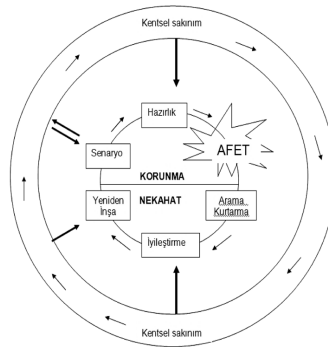 Kentsel sakınım
Hazırlık
AFET
Senaryo
KORUNMA
Yeniden
İnşa
NEKAHAT
Arama
Kurtarma
İyileştirme
Kentsel sakınım